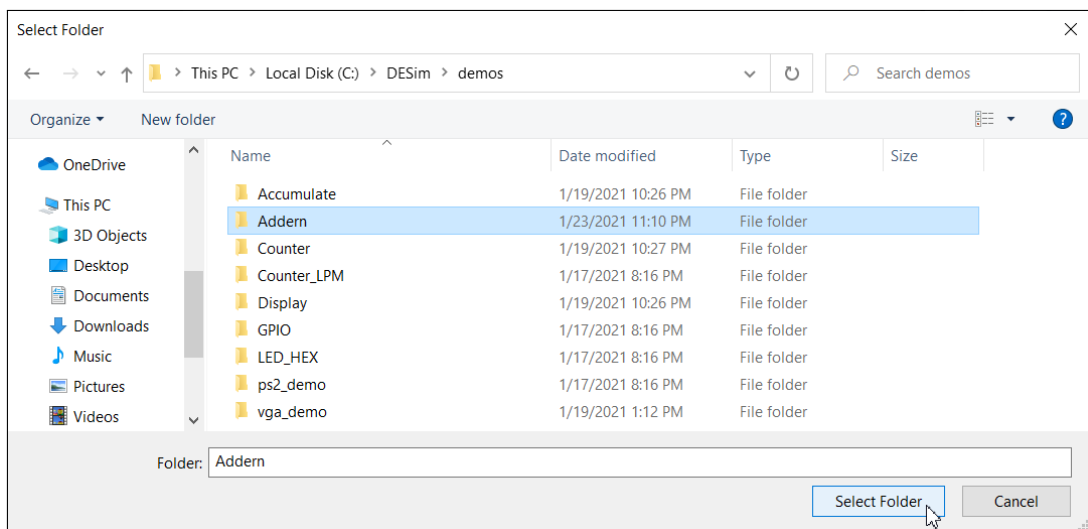 Select Folder
This PC > Local Disk (C:) > DESim > demos
Search demos
Organize
New folder
?
OneDrive
This PC
3D Objects
Desktop
Documents
Downloads
Music
Pictures
Videos
Name Date modified Type Size
Accumulate 1/19/2021 10:26 PM File folder
Addern 1/23/2021 11:10 PM File folder
Counter 1/19/2021 10:27 PM File folder
Counter_LPM 1/17/2021 8:16 PM File folder
Display 1/19/2021 10:26 PM File folder
GPIO 1/17/2021 8:16 PM File folder
LED_HEX 1/17/2021 8:16 PM File folder
ps2_demo 1/17/2021 8:16 PM File folder
vga_demo 1/19/2021 1:12 PM File folder
Folder: Addern
Select Folder Cancel